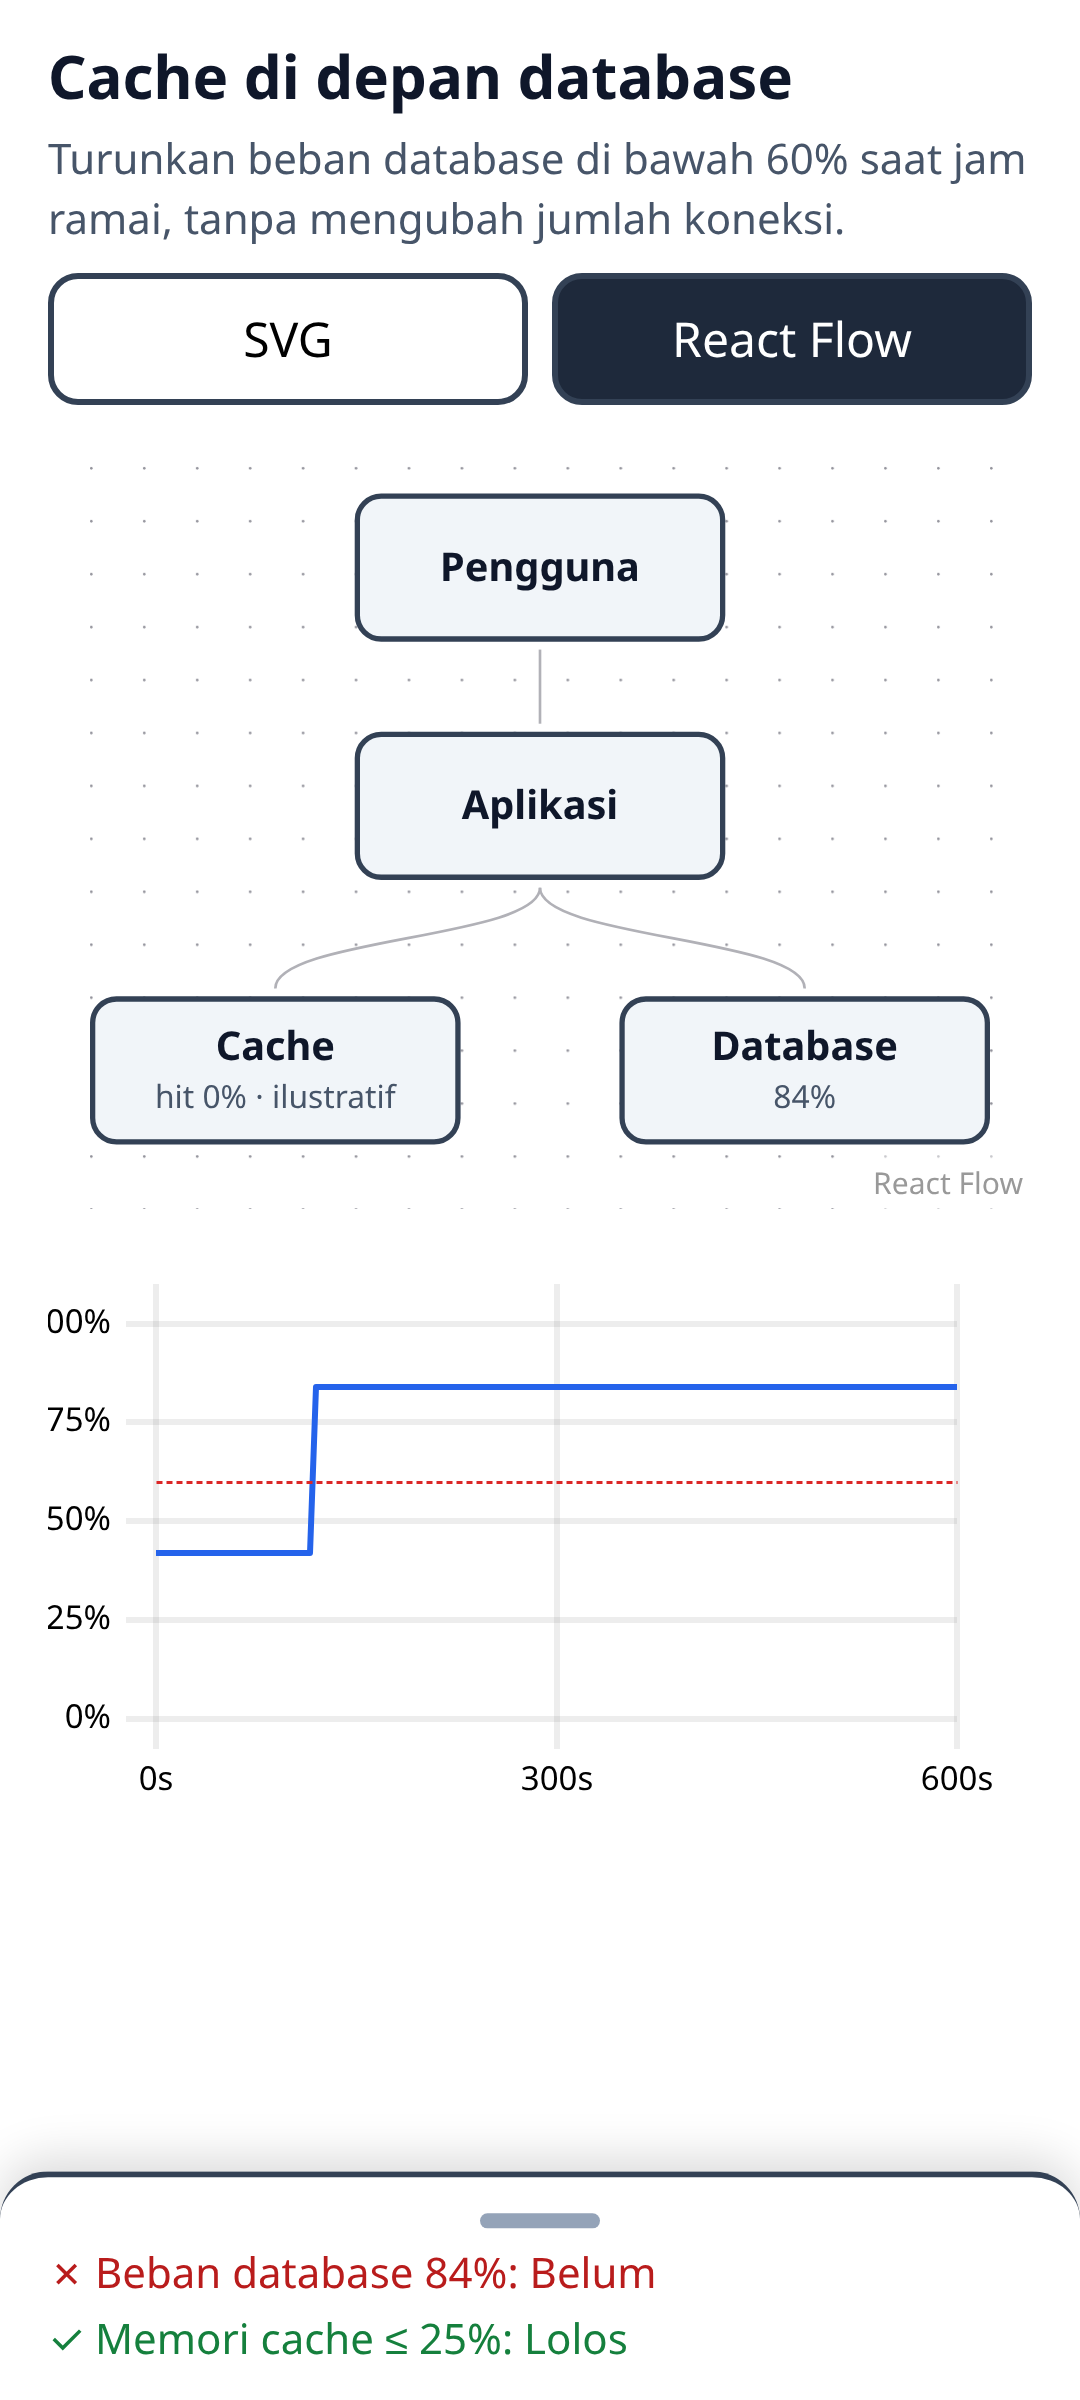 Cache di depan database
Turunkan beban database di bawah 60% saat jam
ramai, tanpa mengubah jumlah koneksi.
SVG
React Flow
Pengguna
Aplikasi
Cache
hit 0% · ilustratif
Database
84%
React Flow
00%
75%
50%
25%
0%
0s
300s
600s
× Beban database 84%: Belum
✓ Memori cache ≤ 25%: Lolos